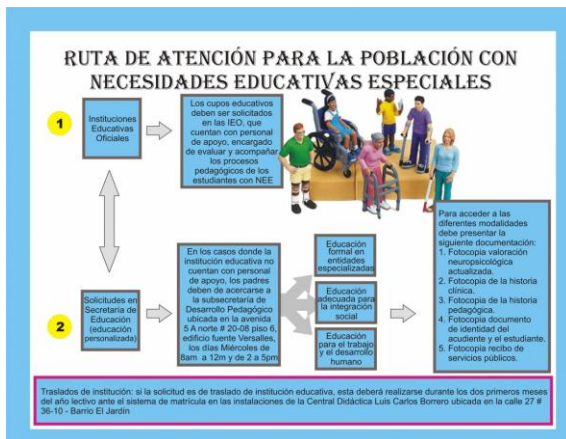 RUTA DE ATENCIÓN PARA LA POBLACIÓN CON
NECESIDADES EDUCATIVAS ESPECIALES
1
Instituciones
Educativas
Oficiales
Los cupos educativos
deben ser solicitados
en las IEO, que
cuentan con personal
de apoyo, encargado
de evaluar y acompañar
los procesos
pedagógicos de los
estudiantes con NEE
2
Solicitudes en
Secretaría de
Educación
(educación
personalizada)
En los casos donde la
institución educativa no
cuentan con personal
de apoyo, los padres
deben de acercarse a
la subsecretaría de
Desarrollo Pedagógico
ubicada en la avenida
5 A norte # 20-08 piso 6,
edificio fuente Versalles,
los días Miércoles de
8am a 12m y de 2 a 5pm
Educación
formal en
entidades
especializadas
Educación
adecuada para
la integración
social
Educación
para el trabajo
y el desarrollo
humano
Para acceder a las
diferentes modalidades
debe presentar la
siguiente documentación:
1. Fotocopia valoración
neuropsicológica
actualizada.
2. Fotocopia de la historia
clínica.
3. Fotocopia de la historia
pedagógica.
4. Fotocopia documento
de identidad del
acudiente y el estudiante.
5. Fotocopia recibo de
servicios públicos.
Traslados de institución: si la solicitud es de traslado de institución educativa, esta deberá realizarse durante los dos primeros meses
del año lectivo ante el sistema de matrícula en las instalaciones de la Central Didáctica Luis Carlos Borrero ubicada en la calle 27 #
36-10 - Barrio El Jardín